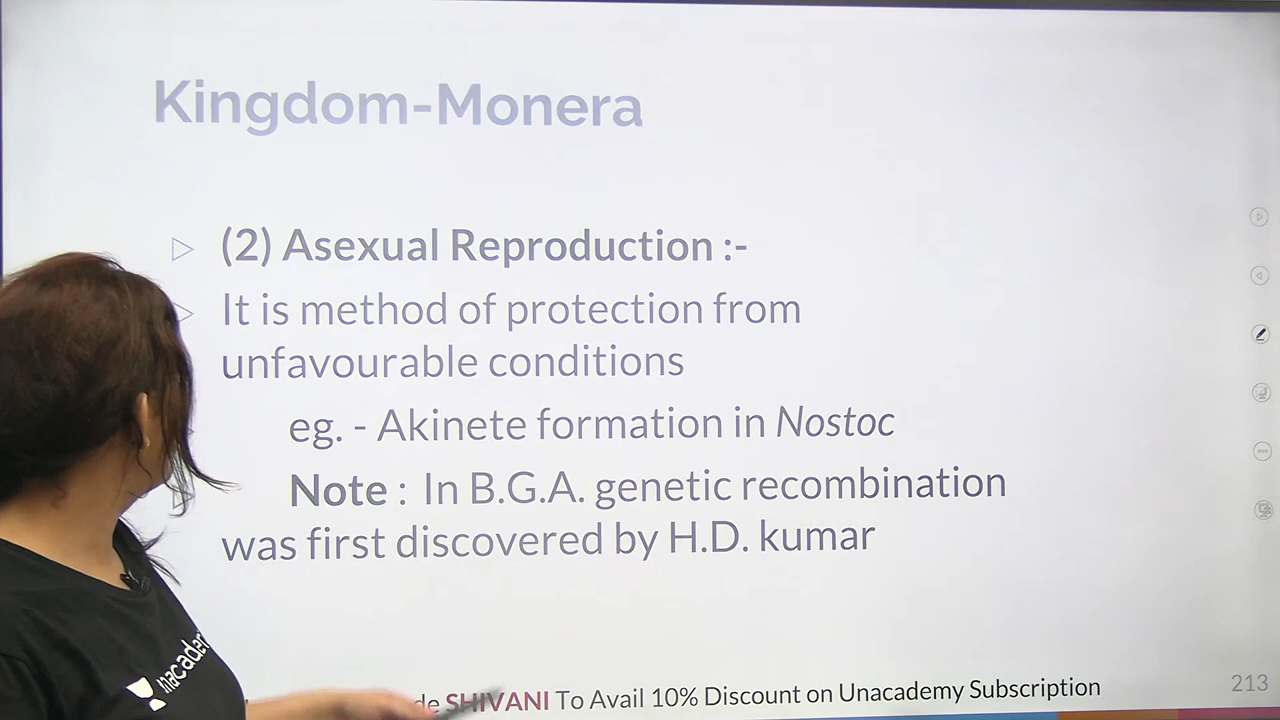 Kingdom-Monera
(2) Asexual Reproduction :-
It is method of protection from
unfavourable conditions
eg. - Akinete formation in Nostoc
Note : In B.G.A. genetic recombination
was first discovered by H.D. kumar
SHIVANI To Avail 10% Discount on Unacademy Subscription
213